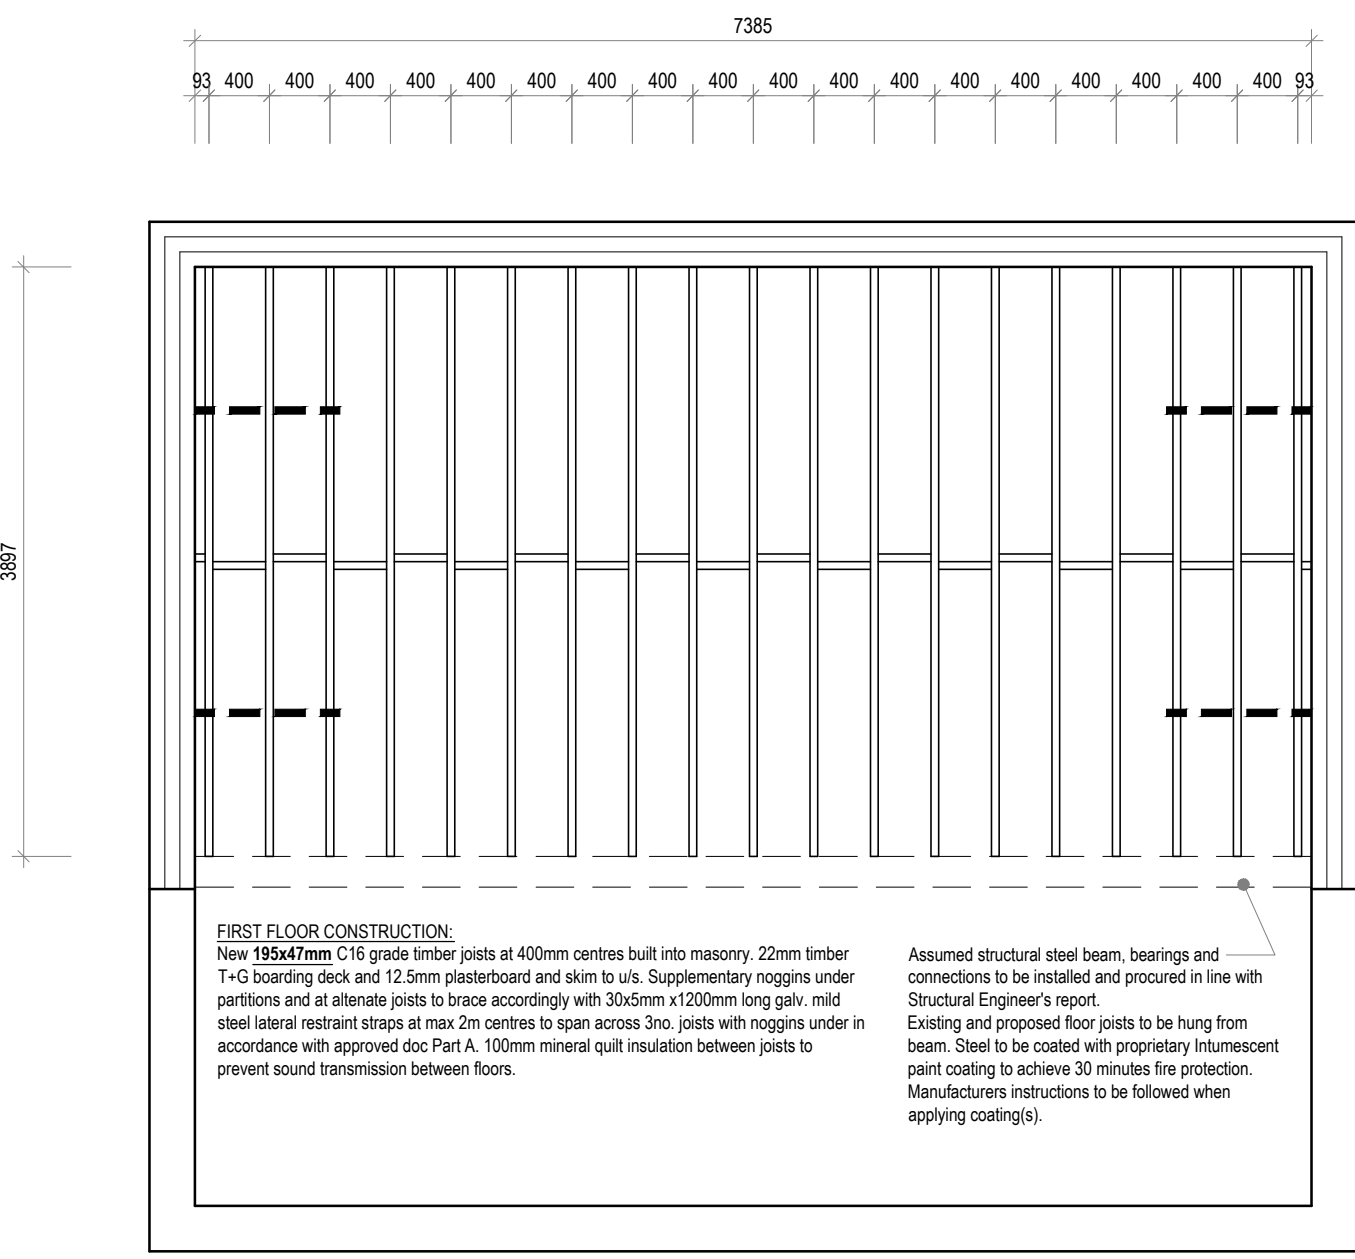 7385
93 400 400 400 400 400 400 400 400 400 400 400 400 400 400 400 400 400 400 93
3897
FIRST FLOOR CONSTRUCTION:
New 195x47mm C16 grade timber joists at 400mm centres built into masonry. 22mm timber
T+G boarding deck and 12.5mm plasterboard and skim to u/s. Supplementary noggins under
partitions and at altenate joists to brace accordingly with 30x5mm x1200mm long galv. mild
steel lateral restraint straps at max 2m centres to span across 3no. joists with noggins under in
accordance with approved doc Part A. 100mm mineral quilt insulation between joists to
prevent sound transmission between floors.
Assumed structural steel beam, bearings and
connections to be installed and procured in line with
Structural Engineer's report.
Existing and proposed floor joists to be hung from
beam. Steel to be coated with proprietary Intumescent
paint coating to achieve 30 minutes fire protection.
Manufacturers instructions to be followed when
applying coating(s).